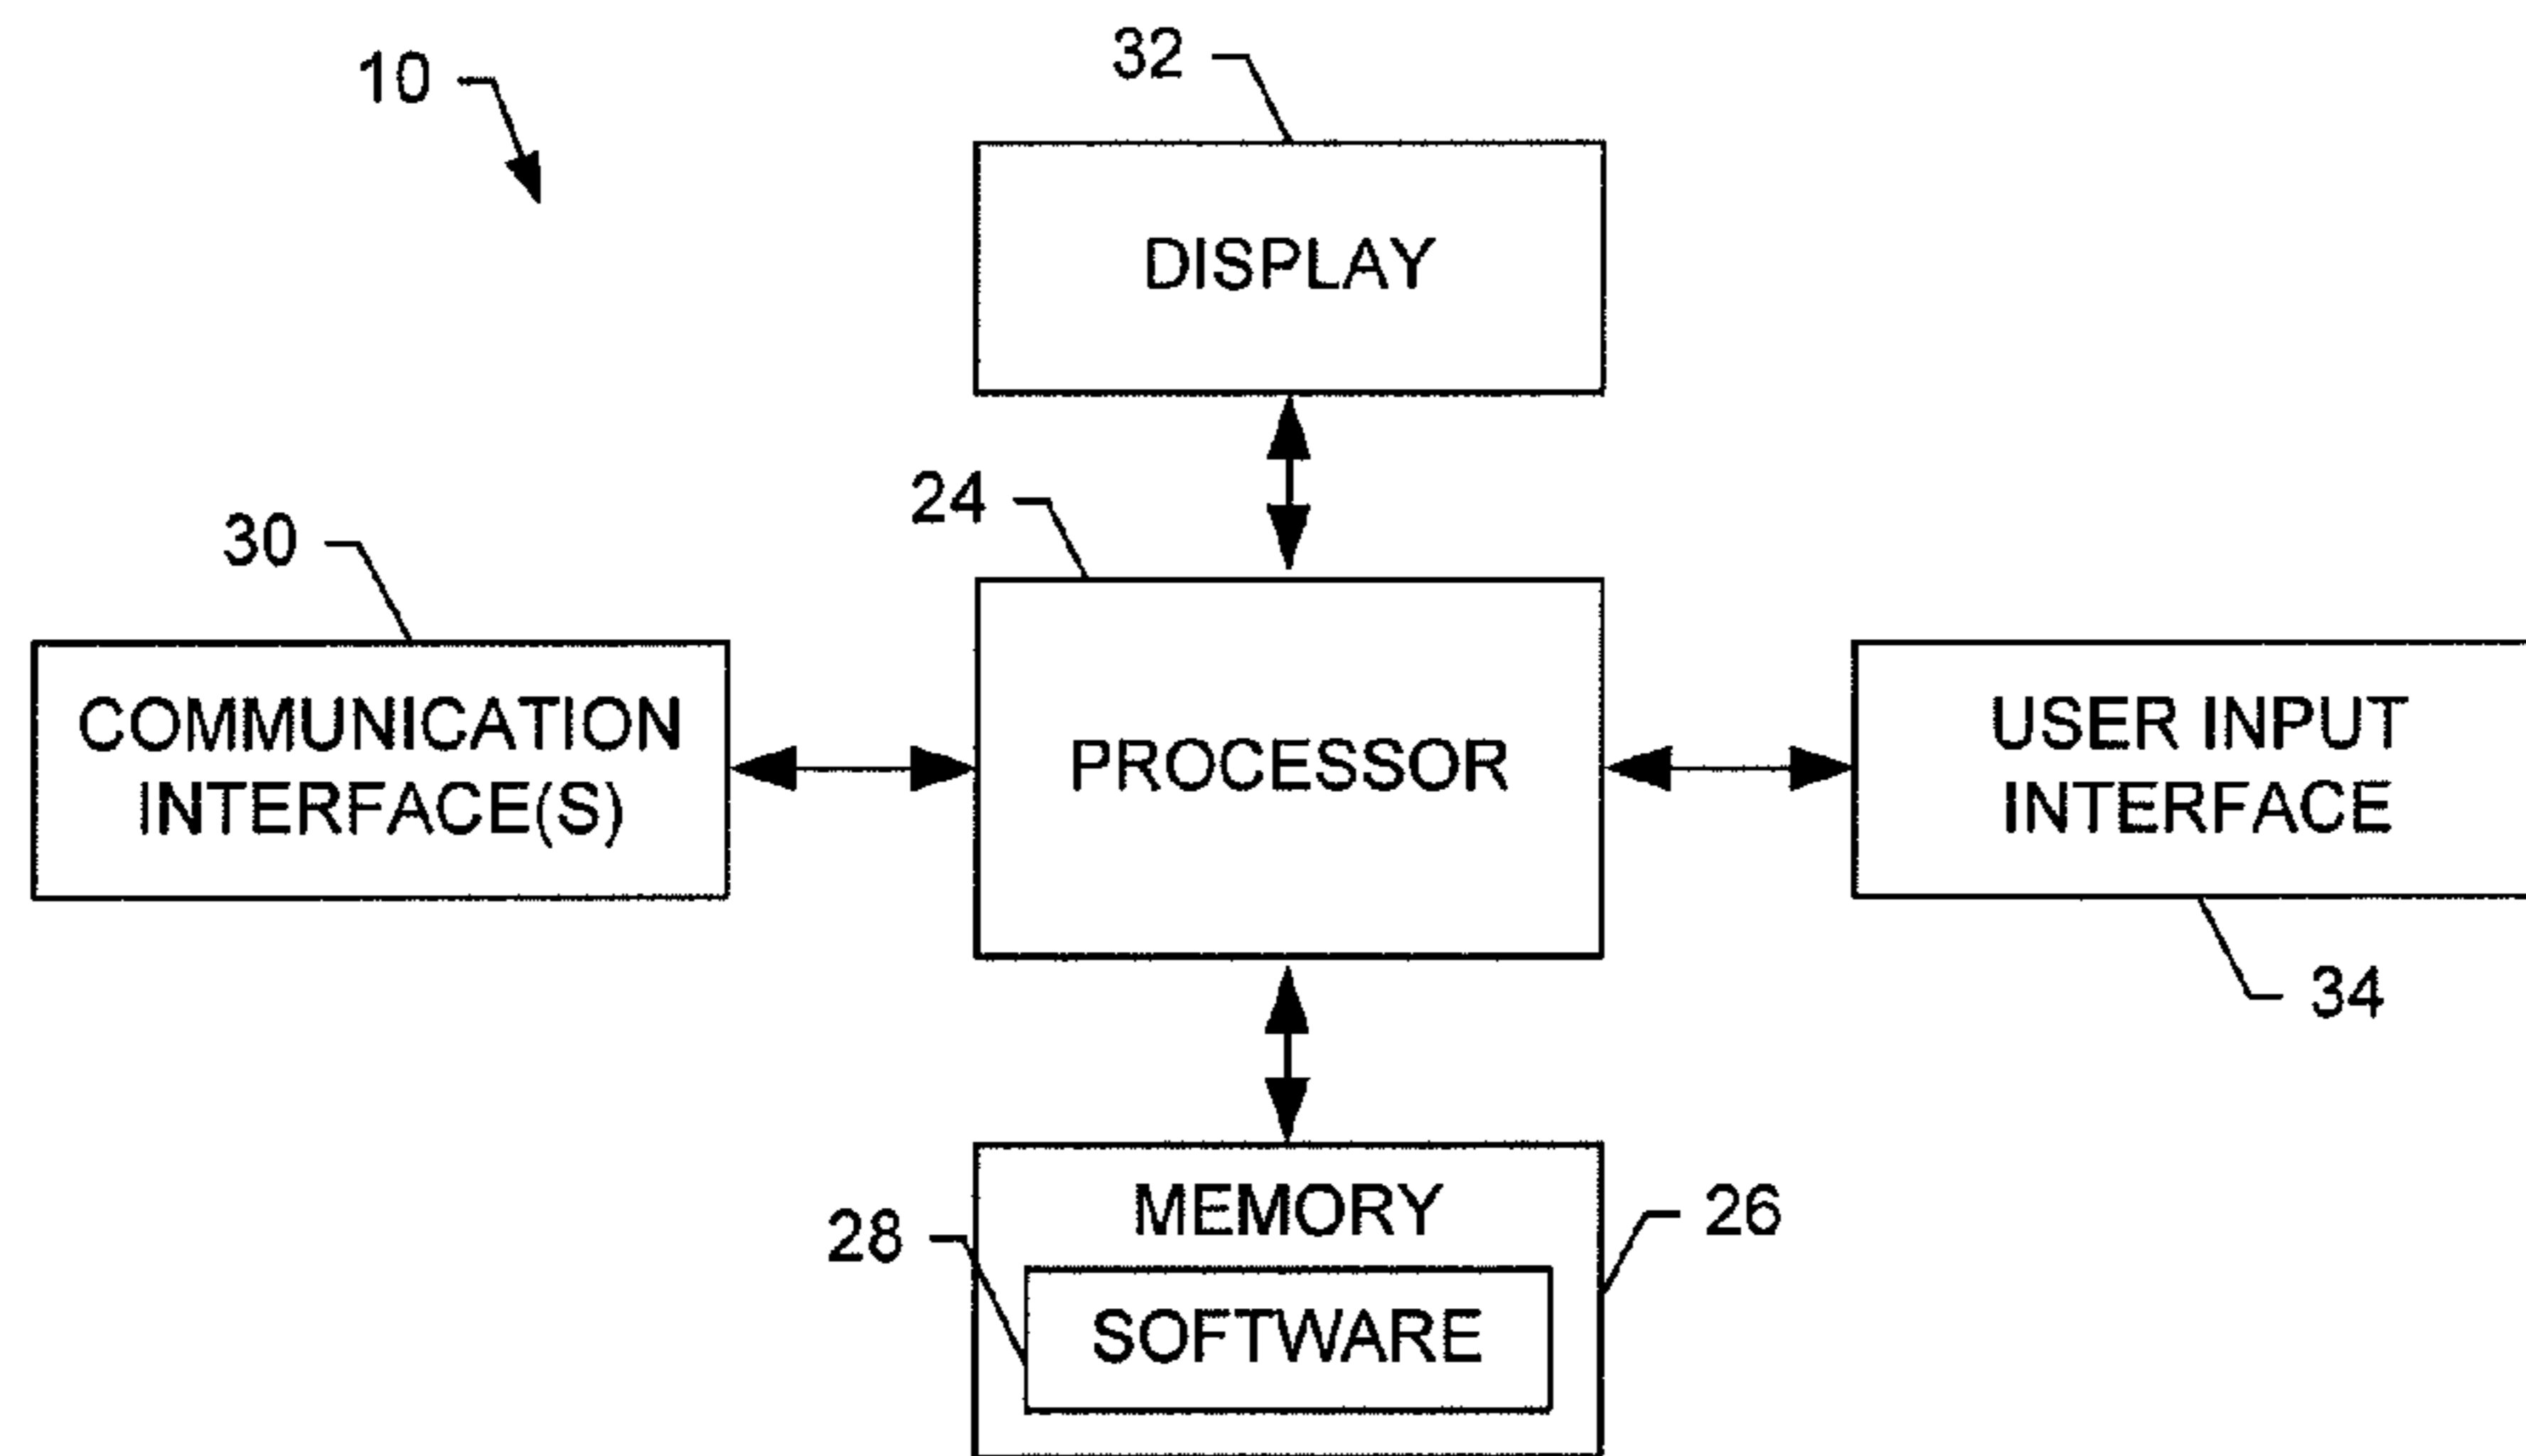 10
32
DISPLAY
24
30
COMMUNICATION
INTERFACE(S)
PROCESSOR
USER INPUT
INTERFACE
34
MEMORY
26
28
SOFTWARE